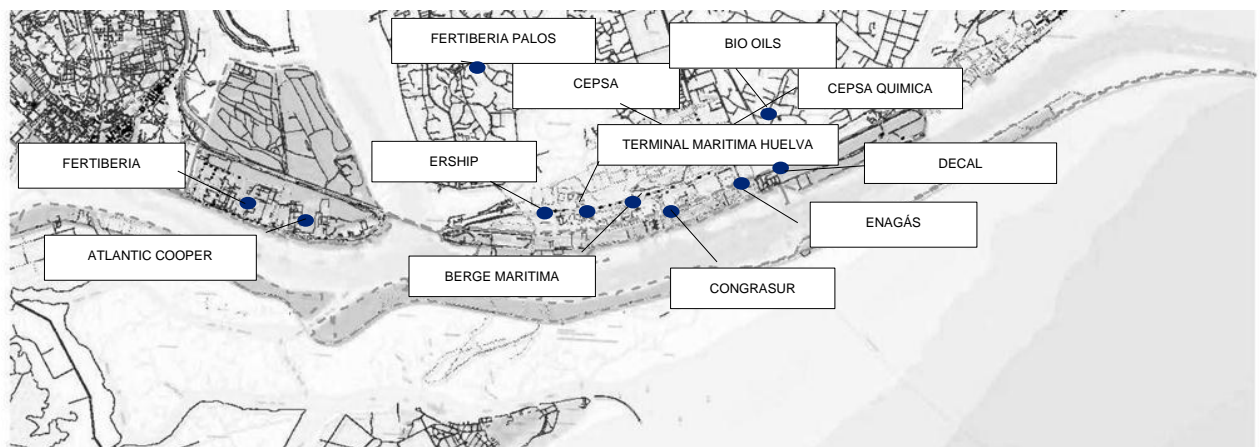 FERTIBERIA PALOS
BIO OILS
CEPSA
CEPSA QUIMICA
TERMINAL MARITIMA HUELVA
FERTIBERIA
ERSHIP
DECAL
ATLANTIC COOPER
ENAGÁS
BERGE MARITIMA
CONGRASUR